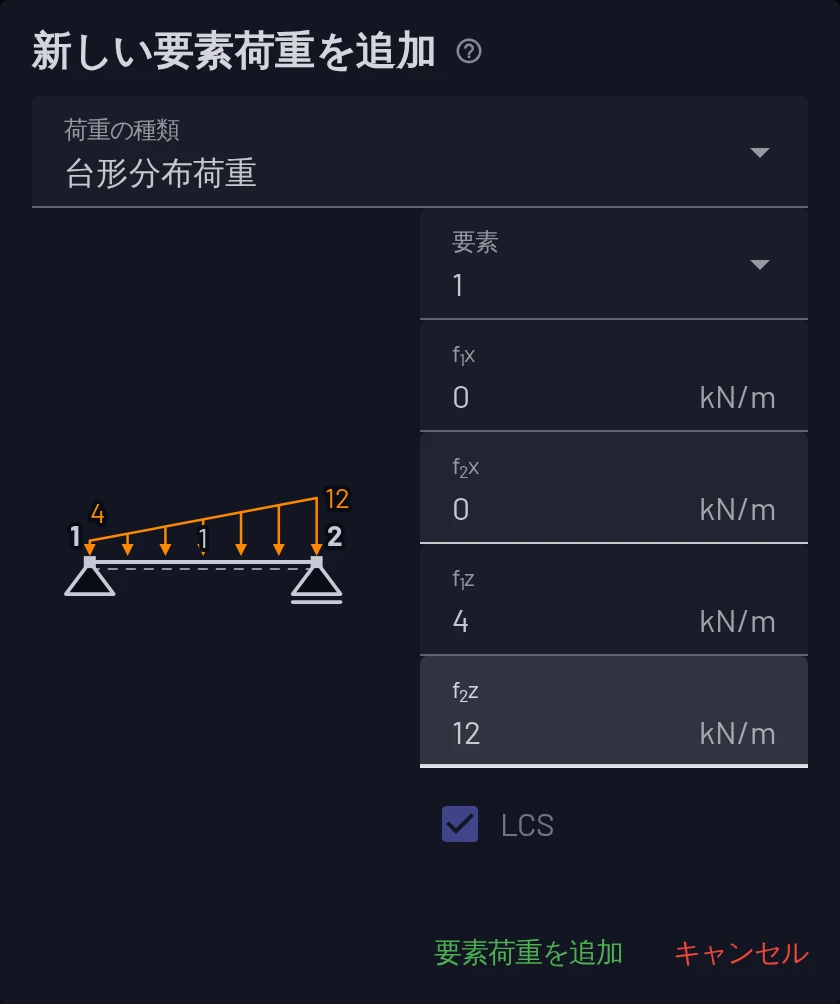 新しい要素荷重を追加 ?
荷重の種類
台形分布荷重
要素
1
f₁x
0 kN/m
f₂x
0 kN/m
f₁z
4 kN/m
f₂z
12 kN/m
4
12
1
1
2
LCS
要素荷重を追加 キャンセル